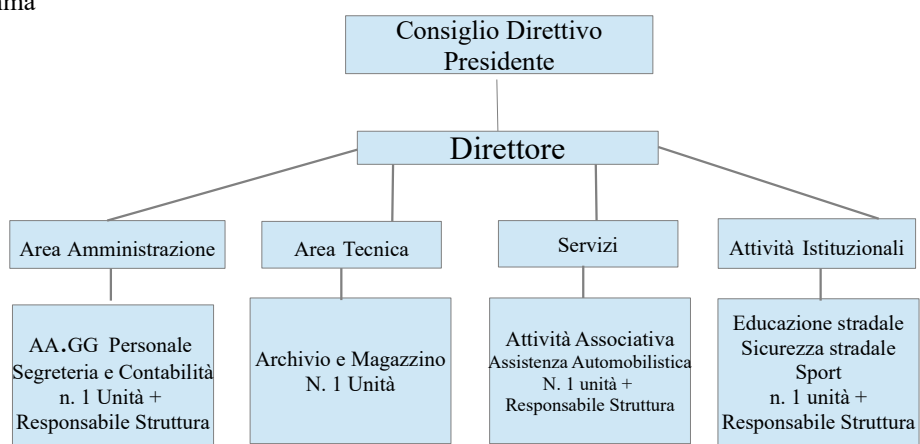 Consiglio Direttivo
Presidente
Direttore
Area Amministrazione
Area Tecnica
Servizi
Attività Istituzionali
AA.GG Personale
Segreteria e Contabilità
n. 1 Unità +
Responsabile Struttura
Archivio e Magazzino
N. 1 Unità
Attività Associativa
Assistenza Automobilistica
N. 1 unità +
Responsabile Struttura
Educazione stradale
Sicurezza stradale
Sport
n. 1 unità +
Responsabile Struttura